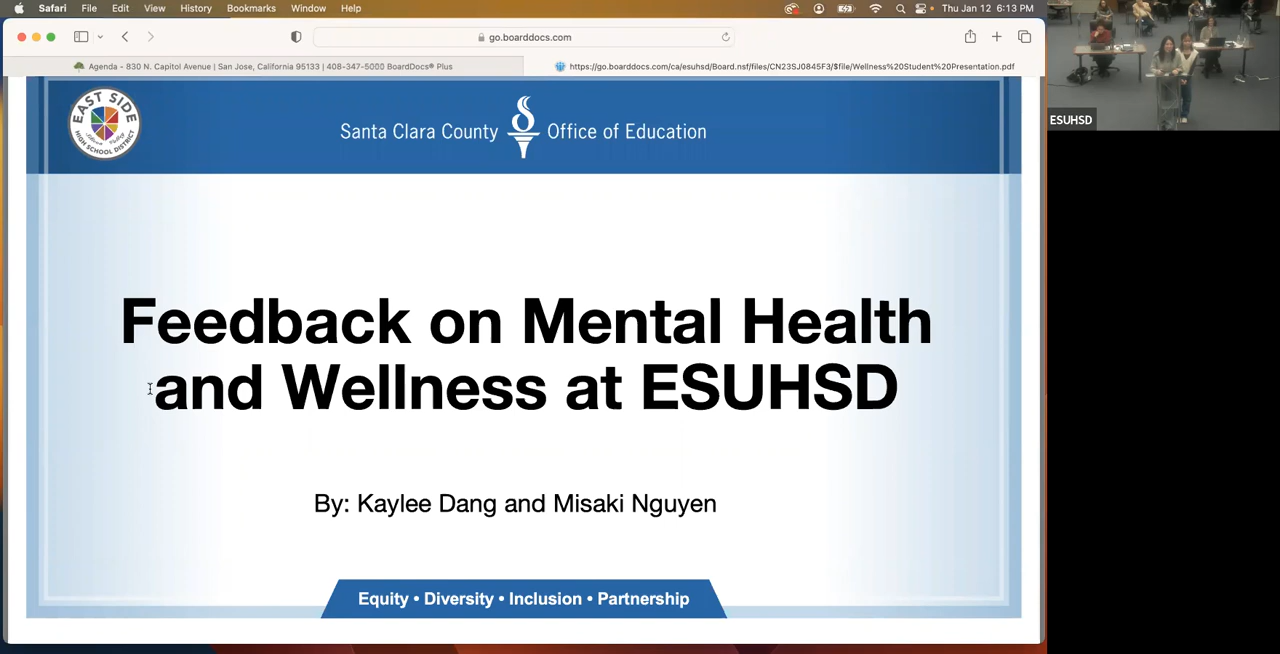 Safari File Edit View History Bookmarks Window Help Thu Jan 12 6:13 PM
go.boarddocs.com
Agenda - 830 N. Capitol Avenue | San Jose, California 95133 | 408-347-5000 BoardDocs® Plus
https://go.boarddocs.com/ca/esuhsd/Board.nsf/files/CN23SJ0845F3/$file/Wellness%20Student%20Presentation.pdf
EAST SIDE
HIGH SCHOOL DISTRICT
Santa Clara County Office of Education
Feedback on Mental Health
and Wellness at ESUHSD
By: Kaylee Dang and Misaki Nguyen
Equity • Diversity • Inclusion • Partnership
ESUHSD